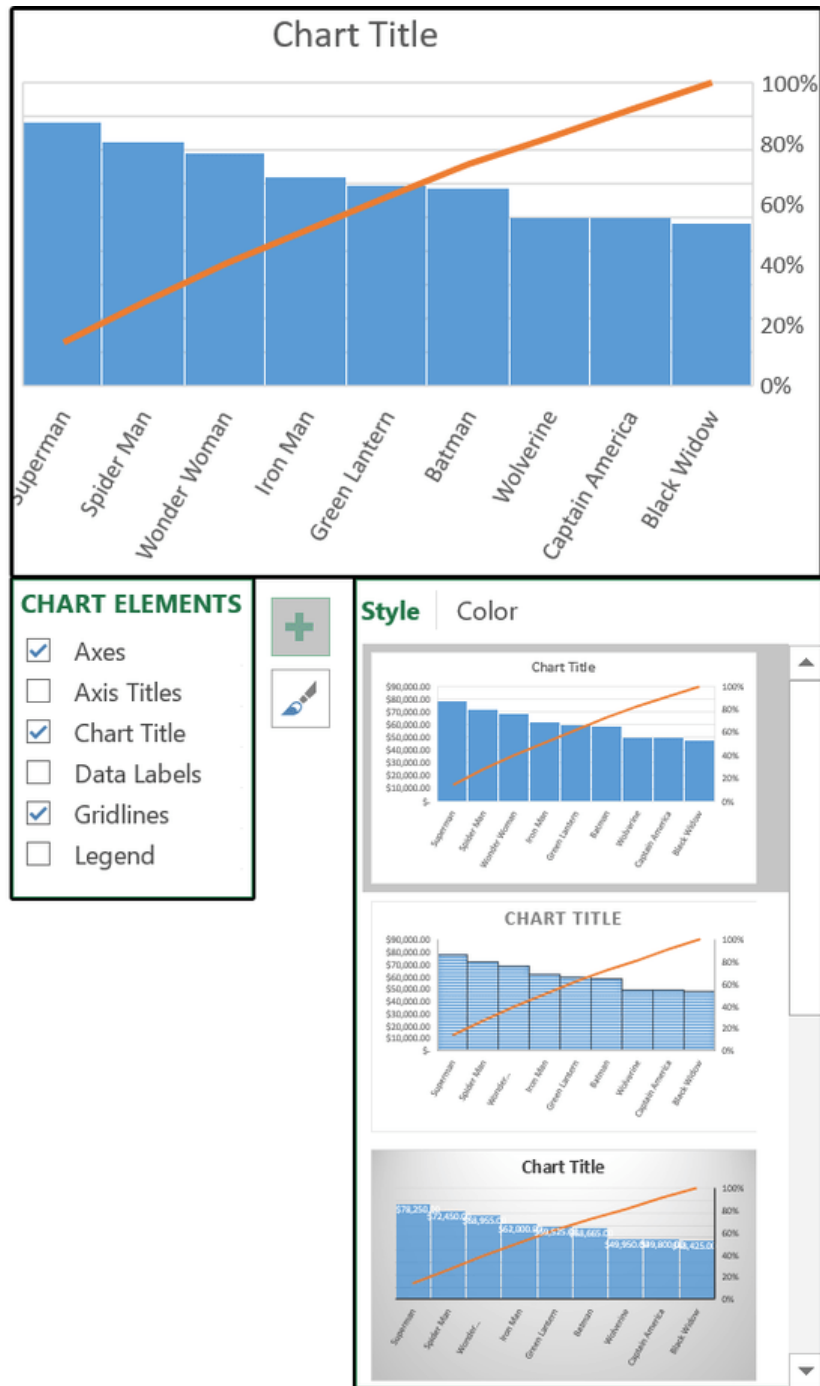 Chart Title
100%
80%
60%
40%
20%
0%
Superman
Spider Man
Wonder Woman
Iron Man
Green Lantern
Batman
Wolverine
Captain America
Black Widow
CHART ELEMENTS
Axes
Axis Titles
Chart Title
Data Labels
Gridlines
Legend
Style Color
Chart Title
$90,000.00
$80,000.00
$70,000.00
$60,000.00
$50,000.00
$40,000.00
$30,000.00
$20,000.00
$10,000.00
$-
100%
80%
60%
40%
20%
0%
Superman
Spider Man
Wonder Woman
Iron Man
Green Lantern
Batman
Wolverine
Captain America
Black Widow
CHART TITLE
$90,000.00
$80,000.00
$70,000.00
$60,000.00
$50,000.00
$40,000.00
$30,000.00
$20,000.00
$10,000.00
$-
100%
80%
60%
40%
20%
0%
Superman
Spider Man
Wonder...
Iron Man
Green Lantern
Batman
Wolverine
Captain America
Black Widow
Chart Title
100%
80%
60%
40%
20%
0%
$78,250.00
$72,450.00
$62,000.00
Superman
Spider Man
Wonder...
Iron Man
Green Lantern
Batman
Wolverine
Captain America
Black Widow